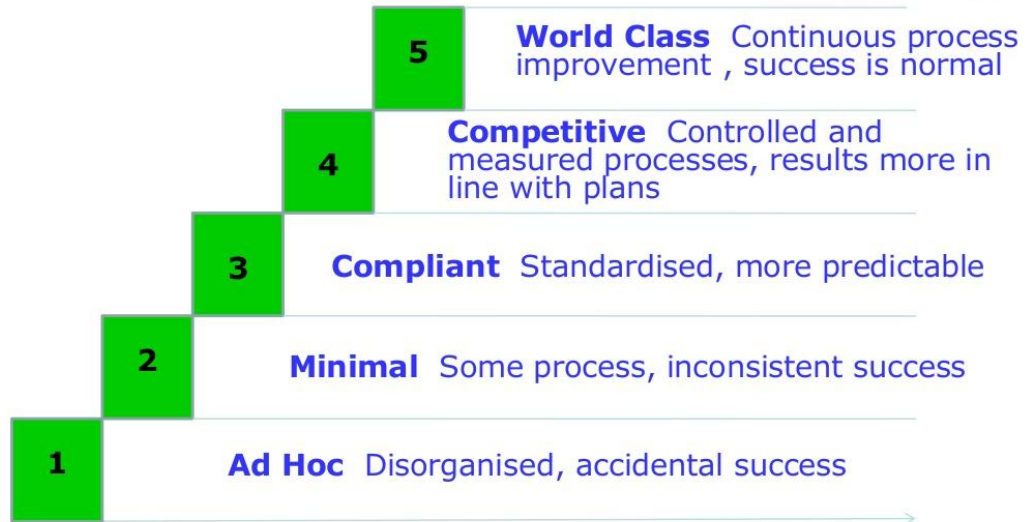 5
World Class Continuous process
improvement , success is normal
4
Competitive Controlled and
measured processes, results more in
line with plans
3
Compliant Standardised, more predictable
2
Minimal Some process, inconsistent success
1
Ad Hoc Disorganised, accidental success